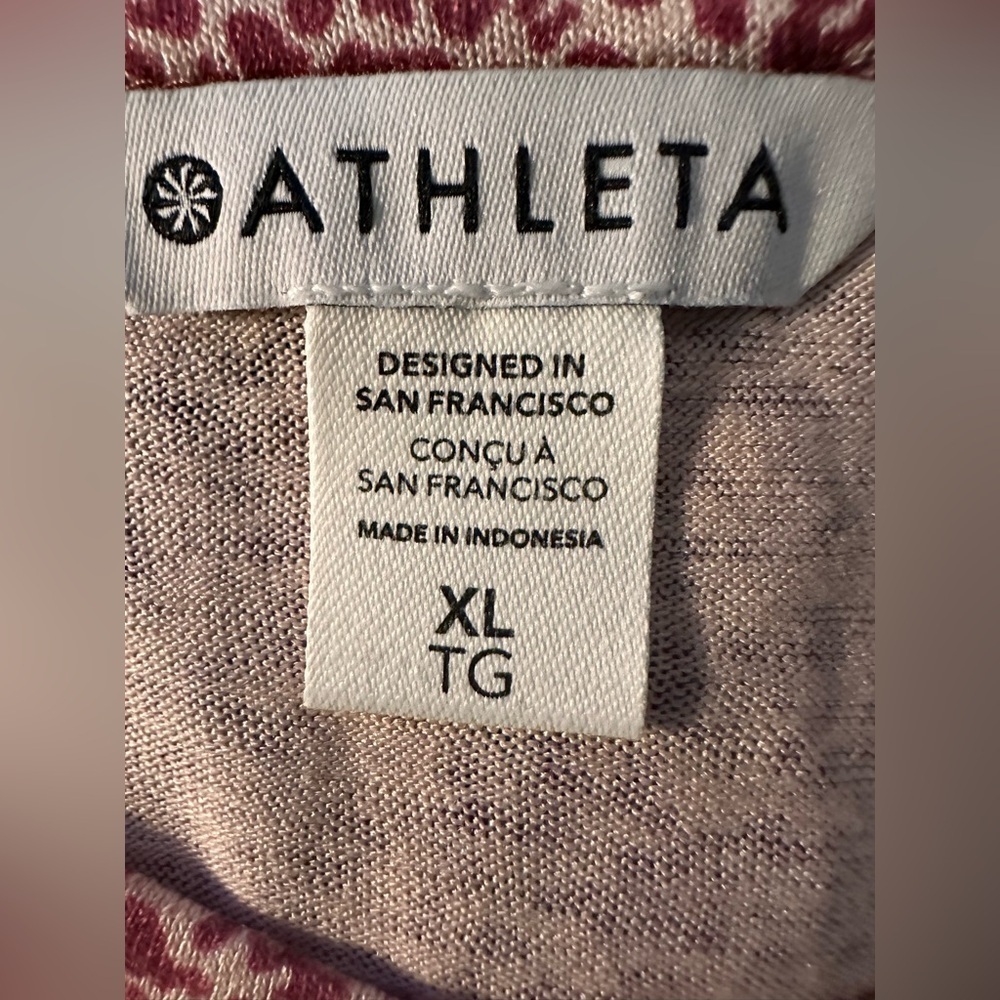 ATHLETA
DESIGNED IN
SAN FRANCISCO
CONÇU À
SAN FRANCISCO
MADE IN INDONESIA
XL
TG